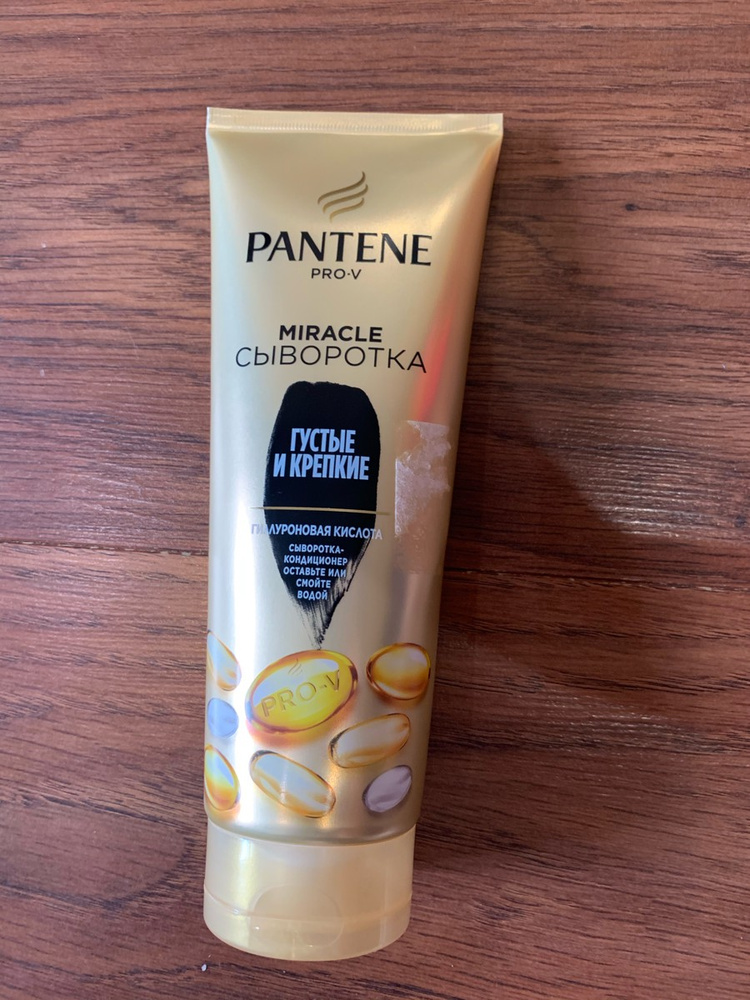 PANTENE
PRO-V
MIRACLE
СЫВОРОТКА
ГУСТЫЕ
И КРЕПКИЕ
ГИАЛУРОНОВАЯ КИСЛОТА
СЫВОРОТКА-
КОНДИЦИОНЕР
ОСТАВЬТЕ ИЛИ
СМОЙТЕ
ВОДОЙ
PRO-V